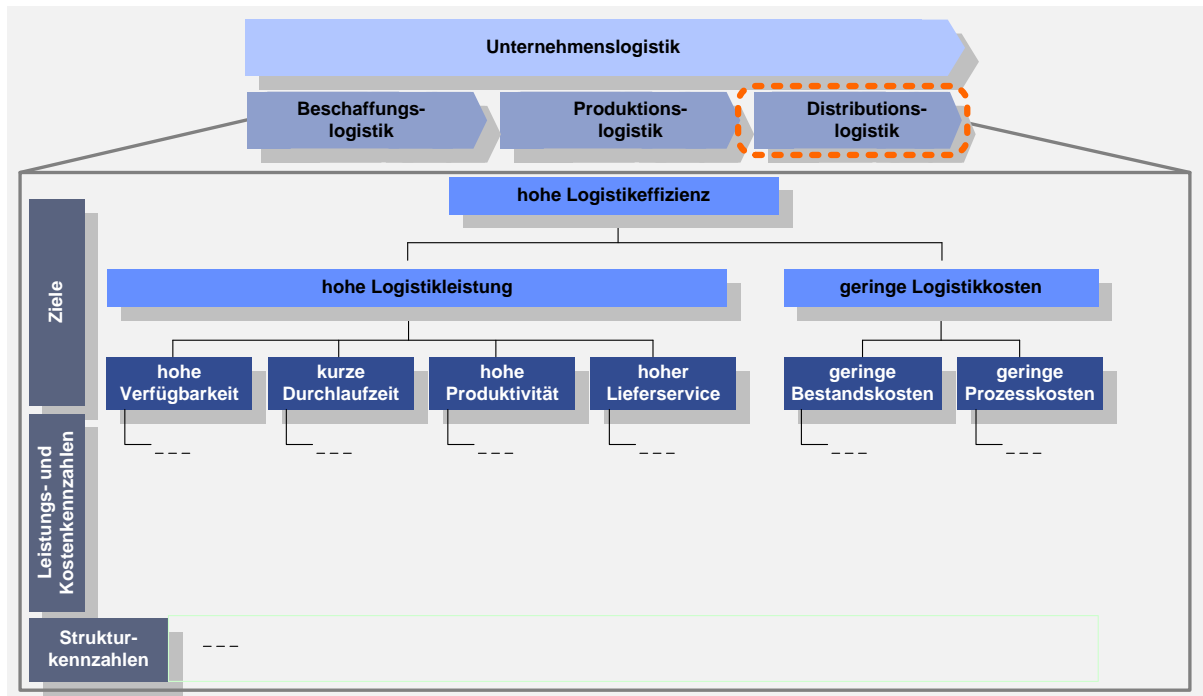 Unternehmenslogistik
Beschaffungs-
logistik
Produktions-
logistik
Distributions-
logistik
hohe Logistikeffizienz
Ziele
hohe Logistikleistung
geringe Logistikkosten
hohe
Verfügbarkeit
kurze
Durchlaufzeit
hohe
Produktivität
hoher
Lieferservice
geringe
Bestandskosten
geringe
Prozesskosten
Leistungs- und
Kostenkennzahlen
_ _ _
_ _ _
_ _ _
_ _ _
_ _ _
_ _ _
Struktur-
kennzahlen
_ _ _